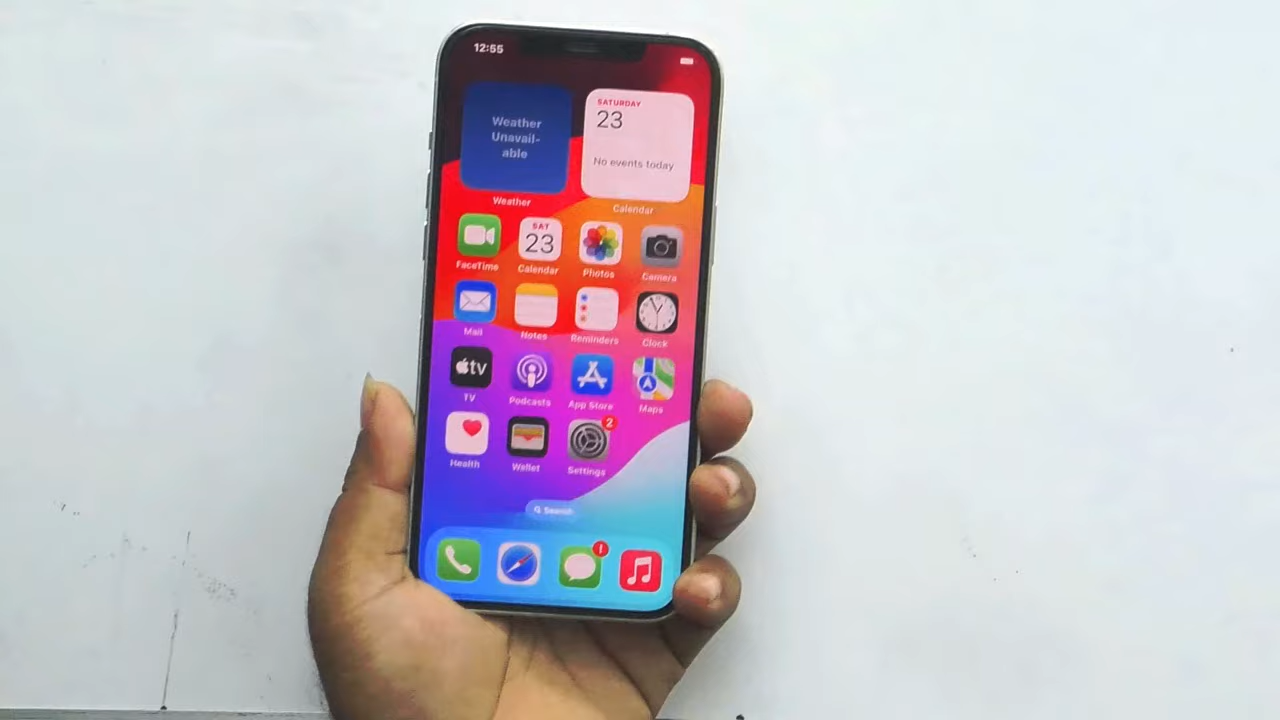 12:55
Weather
Unavail-
able
SATURDAY
23
No events today
Weather
Calendar
SAT
23
FaceTime
Calendar
Photos
Camera
Mail
Notes
Reminders
Clock
tv
TV
Podcasts
App Store
Maps
2
Health
Wallet
Settings
Search
1